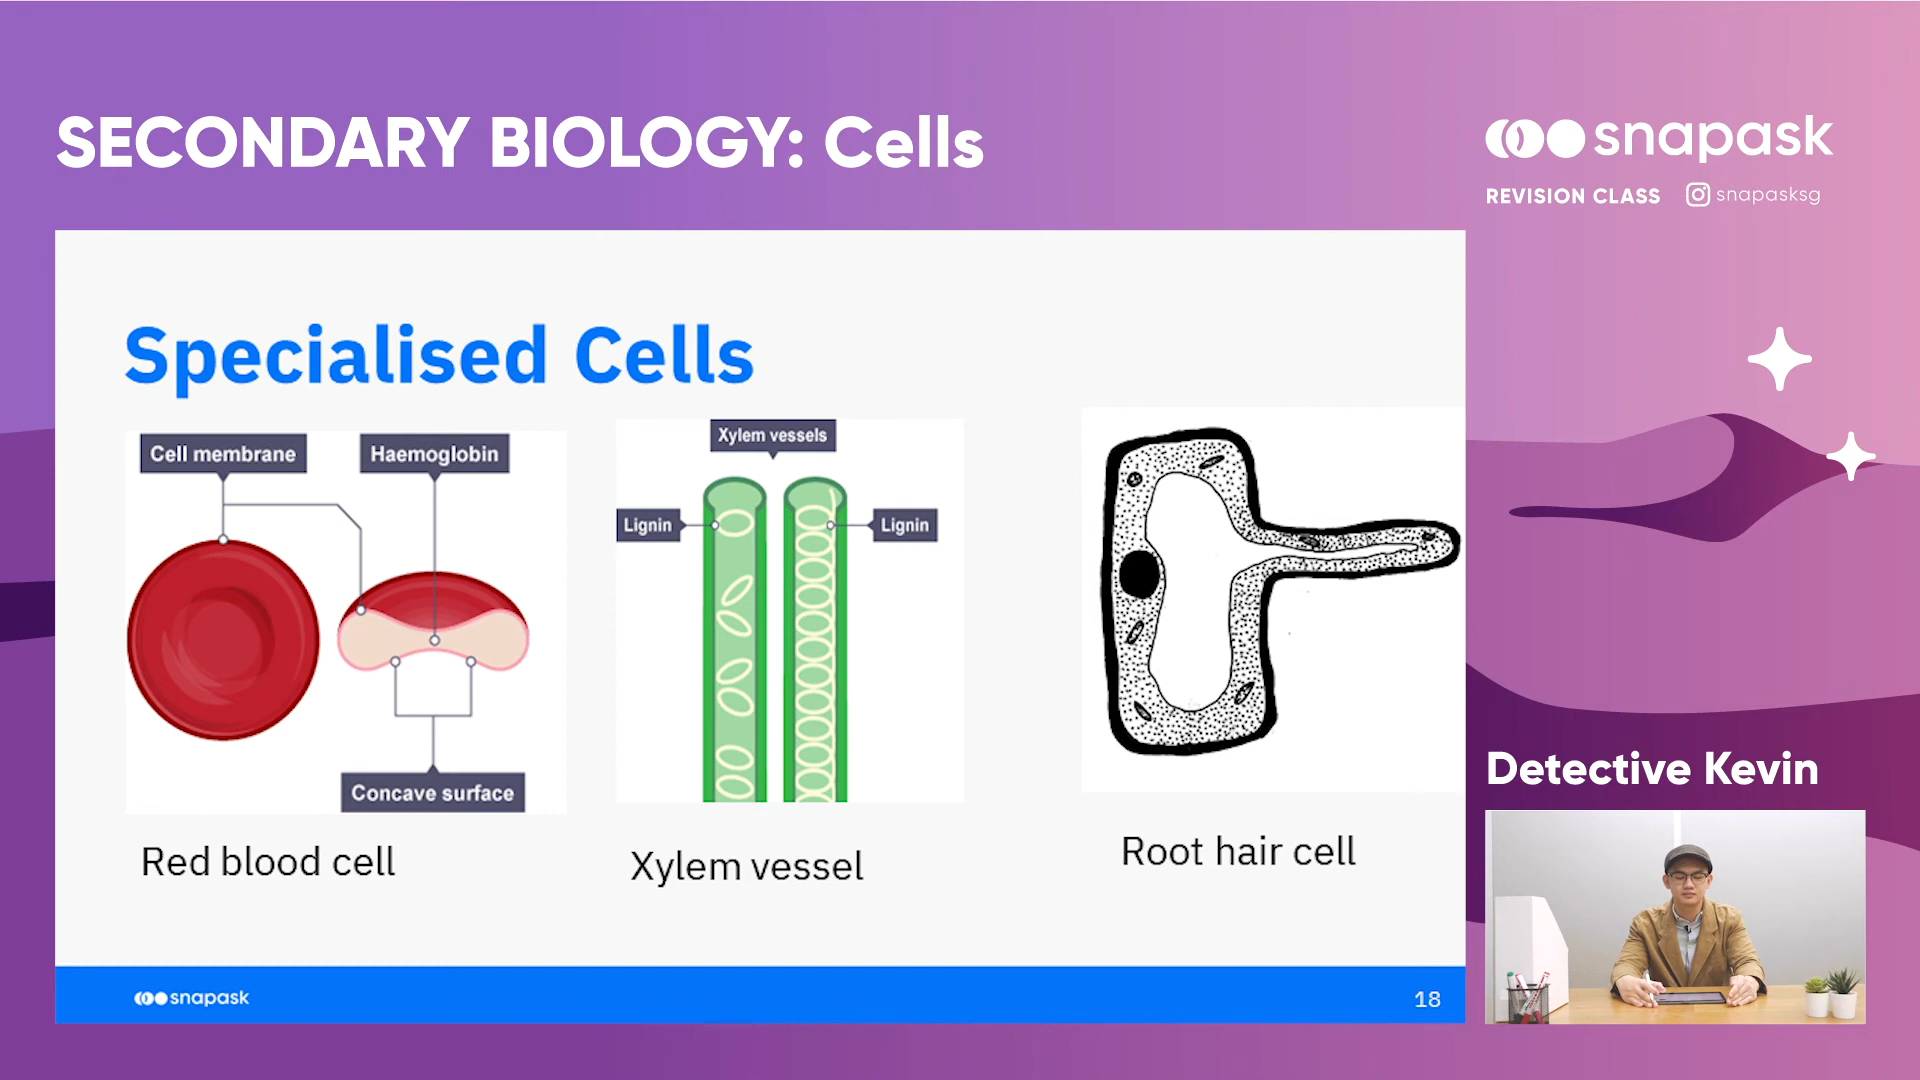 SECONDARY BIOLOGY: Cells
snapask
REVISION CLASS snapasksg
Specialised Cells
Cell membrane
Haemoglobin
Concave surface
Red blood cell
Xylem vessels
Lignin
Lignin
Xylem vessel
Root hair cell
Detective Kevin
snapask
18